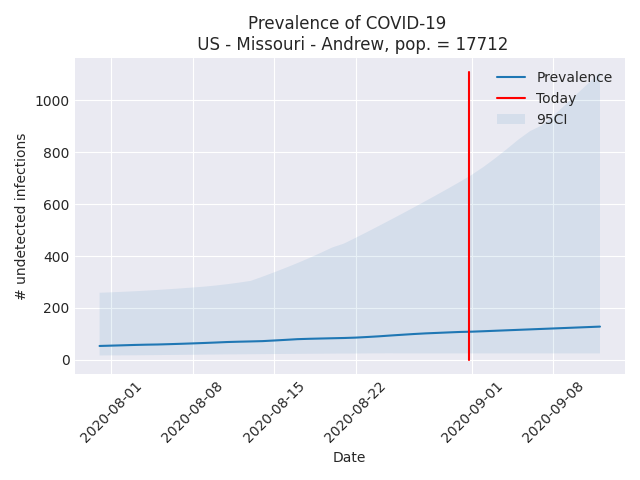 Prevalence of COVID-19
US - Missouri - Andrew, pop. = 17712
Prevalence
Today
95CI
# undetected infections
1000
800
600
400
200
0
2020-08-01
2020-08-08
2020-08-15
2020-08-22
2020-09-01
2020-09-08
Date